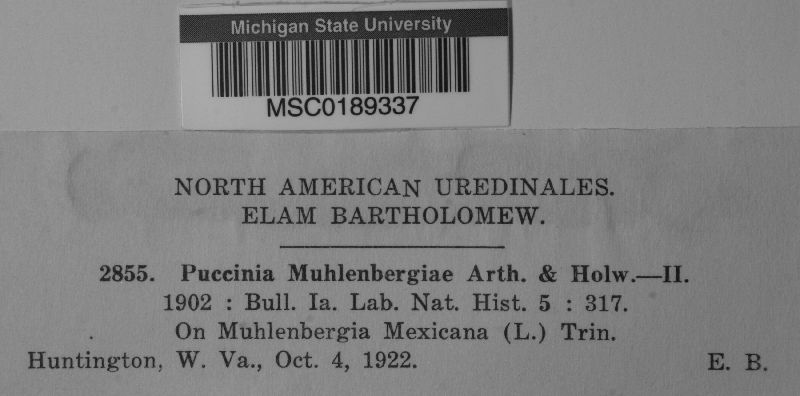 Michigan State University
MSC0189337
NORTH AMERICAN UREDINALES.
ELAM BARTHOLOMEW.
2855. Puccinia Muhlenbergiae Arth. & Holw.—II.
1902 : Bull. Ia. Lab. Nat. Hist. 5 : 317.
On Muhlenbergia Mexicana (L.) Trin.
Huntington, W. Va., Oct. 4, 1922. E. B.